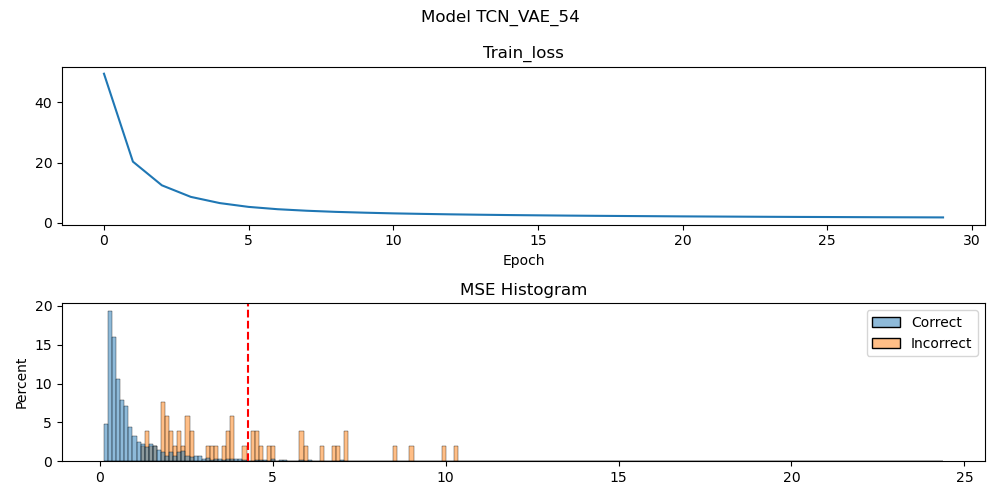 Model TCN_VAE_54
Train_loss
40
20
0
0 5 10 15 20 25 30
Epoch
MSE Histogram
20
15
10
5
0
Percent
Correct
Incorrect
0 5 10 15 20 25